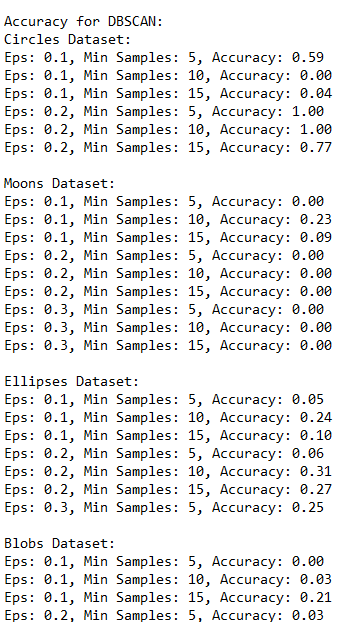 Accuracy for DBSCAN:
Circles Dataset:
Eps: 0.1, Min Samples: 5, Accuracy: 0.59
Eps: 0.1, Min Samples: 10, Accuracy: 0.00
Eps: 0.1, Min Samples: 15, Accuracy: 0.04
Eps: 0.2, Min Samples: 5, Accuracy: 1.00
Eps: 0.2, Min Samples: 10, Accuracy: 1.00
Eps: 0.2, Min Samples: 15, Accuracy: 0.77
Moons Dataset:
Eps: 0.1, Min Samples: 5, Accuracy: 0.00
Eps: 0.1, Min Samples: 10, Accuracy: 0.23
Eps: 0.1, Min Samples: 15, Accuracy: 0.09
Eps: 0.2, Min Samples: 5, Accuracy: 0.00
Eps: 0.2, Min Samples: 10, Accuracy: 0.00
Eps: 0.2, Min Samples: 15, Accuracy: 0.00
Eps: 0.3, Min Samples: 5, Accuracy: 0.00
Eps: 0.3, Min Samples: 10, Accuracy: 0.00
Eps: 0.3, Min Samples: 15, Accuracy: 0.00
Ellipses Dataset:
Eps: 0.1, Min Samples: 5, Accuracy: 0.05
Eps: 0.1, Min Samples: 10, Accuracy: 0.24
Eps: 0.1, Min Samples: 15, Accuracy: 0.10
Eps: 0.2, Min Samples: 5, Accuracy: 0.06
Eps: 0.2, Min Samples: 10, Accuracy: 0.31
Eps: 0.2, Min Samples: 15, Accuracy: 0.27
Eps: 0.3, Min Samples: 5, Accuracy: 0.25
Blobs Dataset:
Eps: 0.1, Min Samples: 5, Accuracy: 0.00
Eps: 0.1, Min Samples: 10, Accuracy: 0.03
Eps: 0.1, Min Samples: 15, Accuracy: 0.21
Eps: 0.2, Min Samples: 5, Accuracy: 0.03